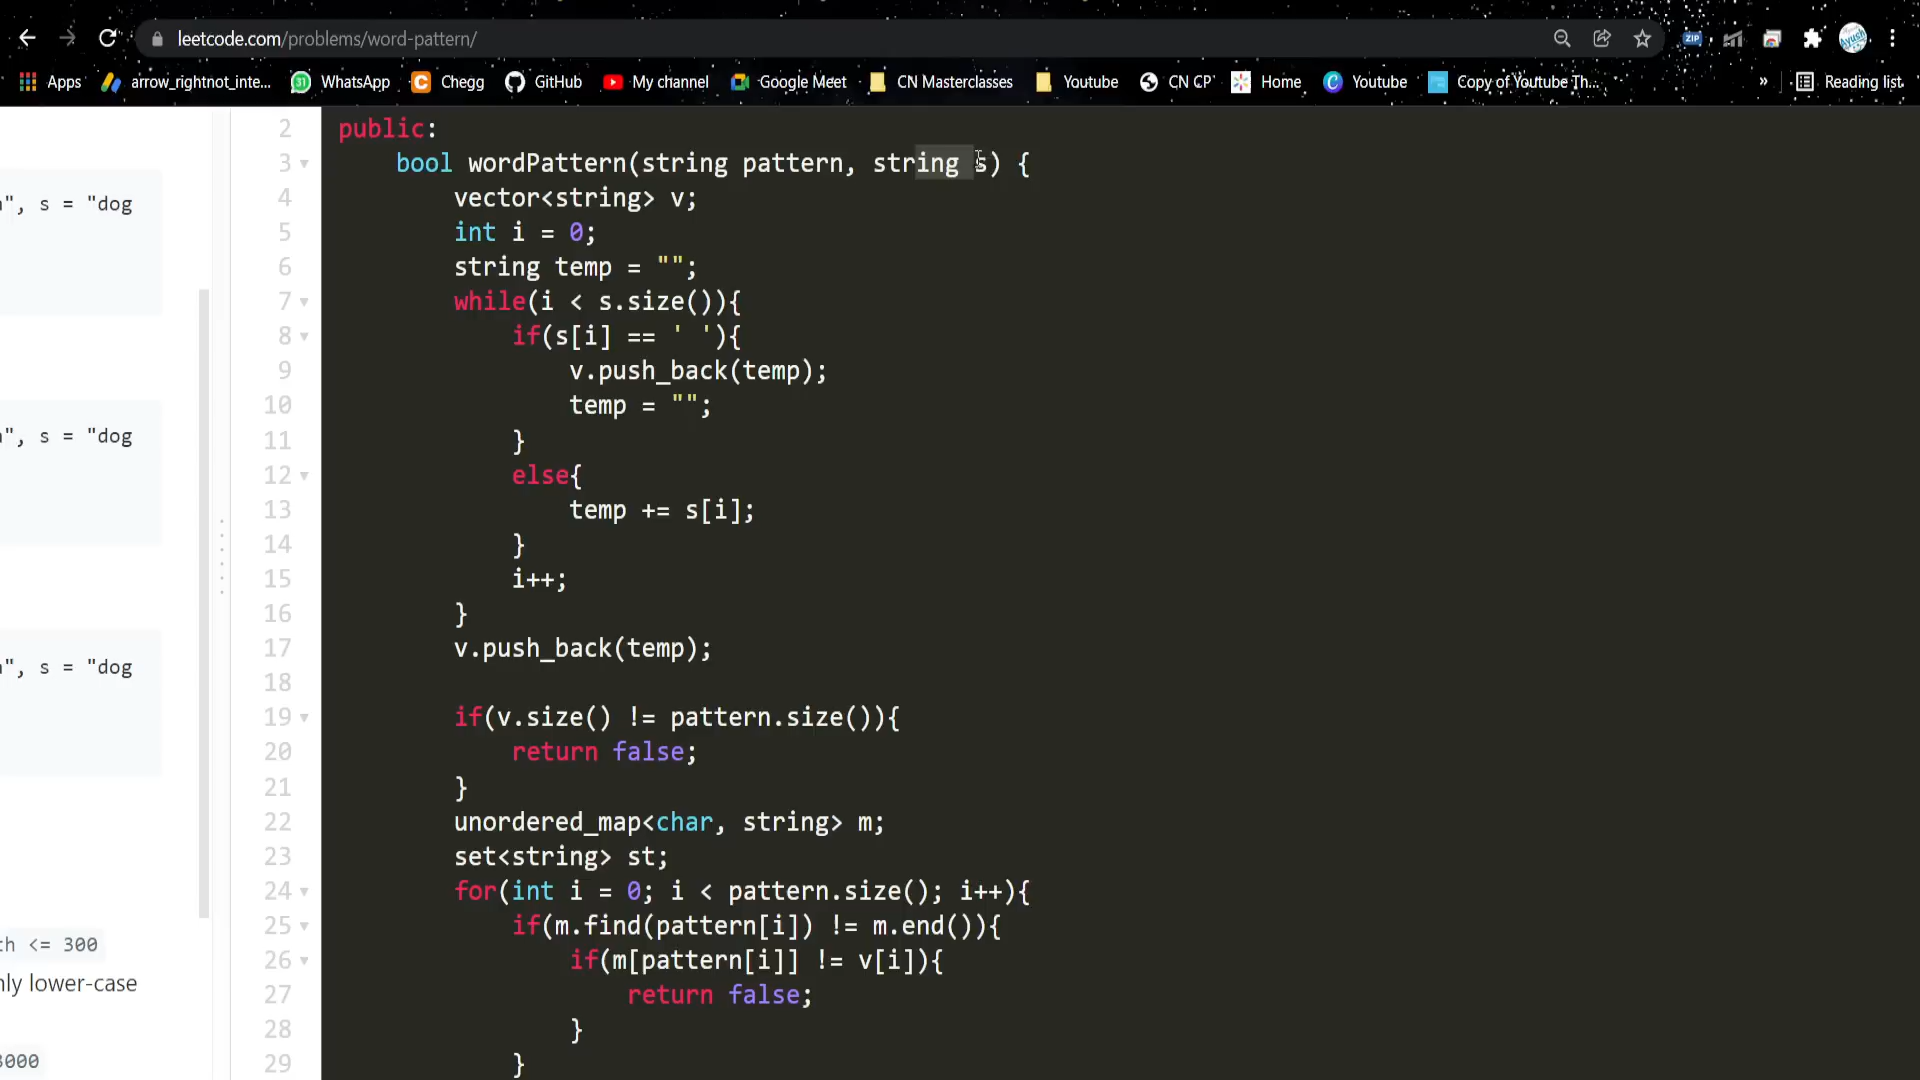 leetcode.com/problems/word-pattern/
ZIP
Ayush
Apps
arrow_rightnot_inte...
31
WhatsApp
Chegg
GitHub
My channel
Google Meet
CN Masterclasses
Youtube
CN CP
Home
Youtube
Copy of Youtube Th...
»
Reading list
", s = "dog
", s = "dog
", s = "dog
<= 300
lower-case
3000
2 public:
3 bool wordPattern(string pattern, string s) {
4 vector<string> v;
5 int i = 0;
6 string temp = "";
7 while(i < s.size()){
8 if(s[i] == ' '){
9 v.push_back(temp);
10 temp = "";
11 }
12 else{
13 temp += s[i];
14 }
15 i++;
16 }
17 v.push_back(temp);
18
19 if(v.size() != pattern.size()){
20 return false;
21 }
22 unordered_map<char, string> m;
23 set<string> st;
24 for(int i = 0; i < pattern.size(); i++){
25 if(m.find(pattern[i]) != m.end()){
26 if(m[pattern[i]] != v[i]){
27 return false;
28 }
29 }